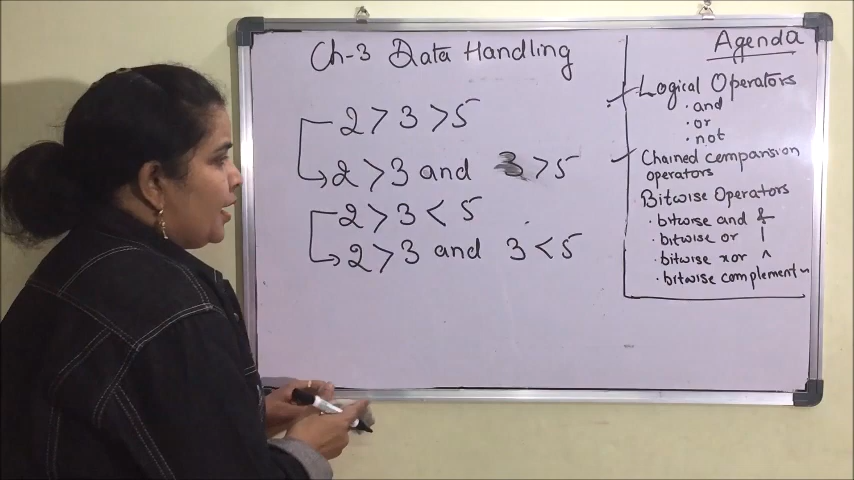 Ch-3 Data Handling
2 > 3 > 5
2 > 3 and 3 > 5
2 > 3 < 5
2 > 3 and 3 < 5
Agenda
Logical Operators
· and
· or
· not
Chained comparision
operators
Bitwise Operators
· bitwise and &
· bitwise or |
· bitwise xor ^
· bitwise complement ~